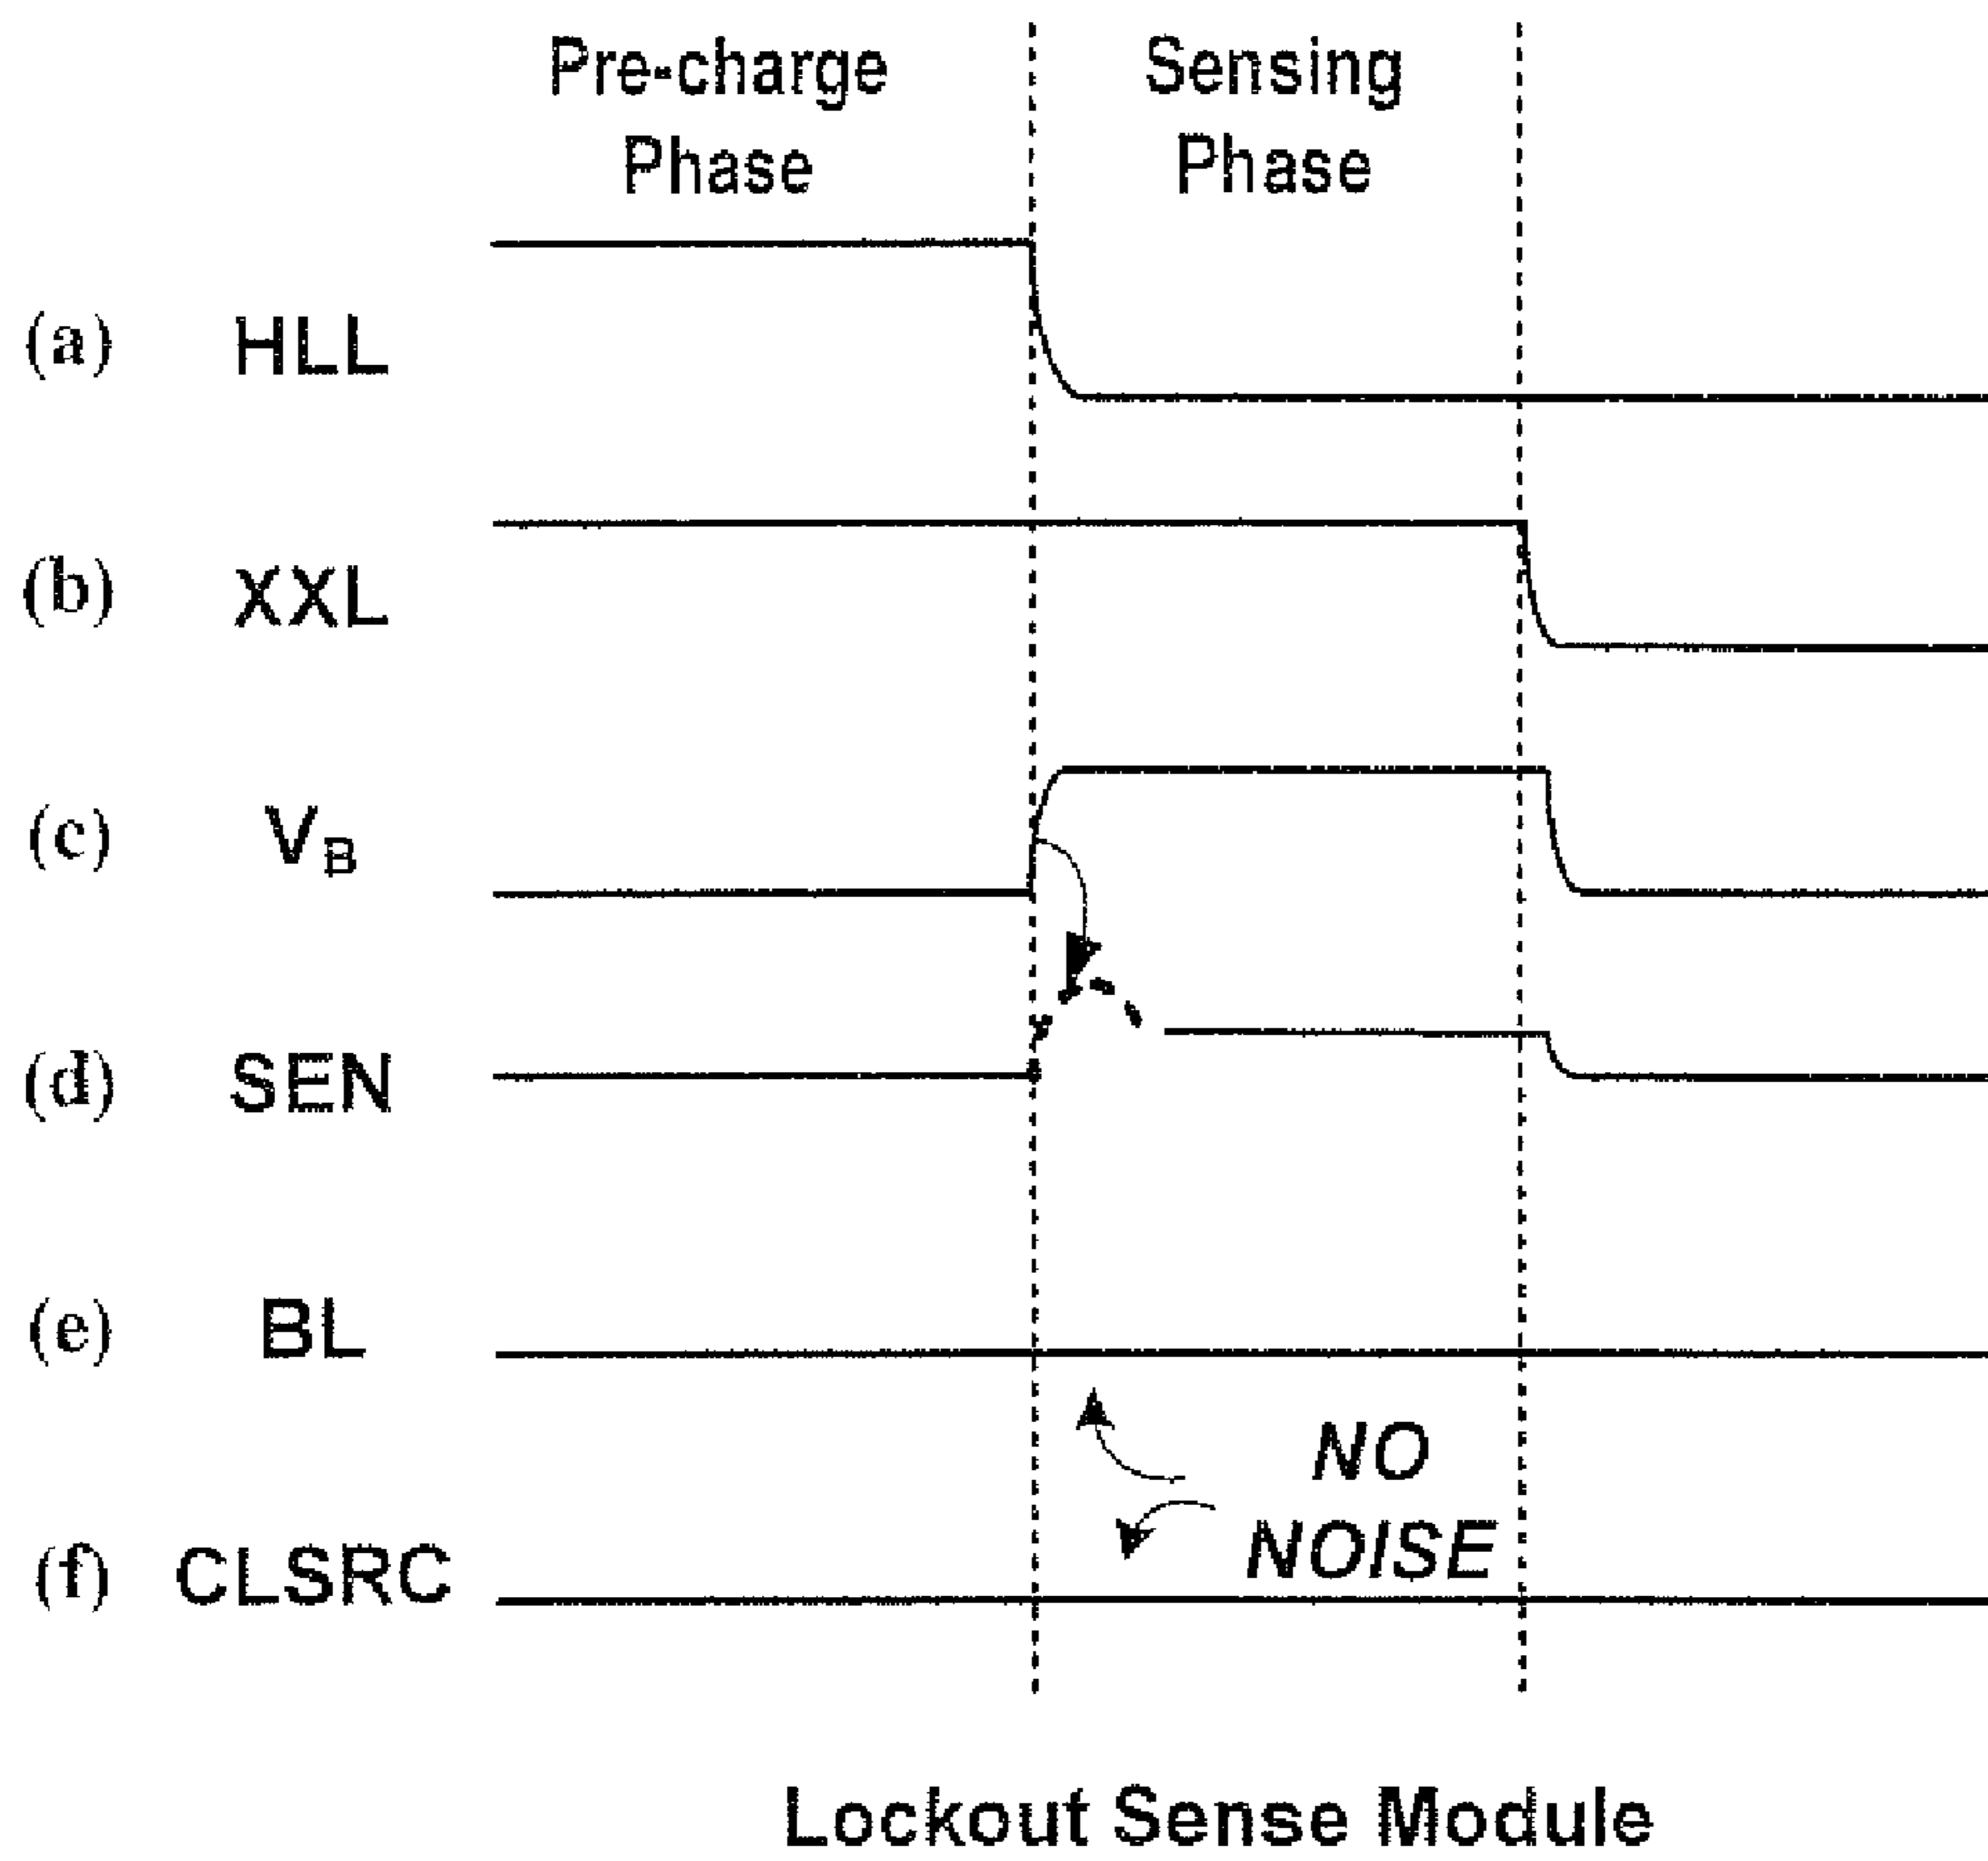 Pre-charge
Phase
Sensing
Phase
(a) HLL
(b) XXL
(c) VB
(d) SEN
(e) BL
NO
NOISE
(f) CLSRC
Lockout Sense Module